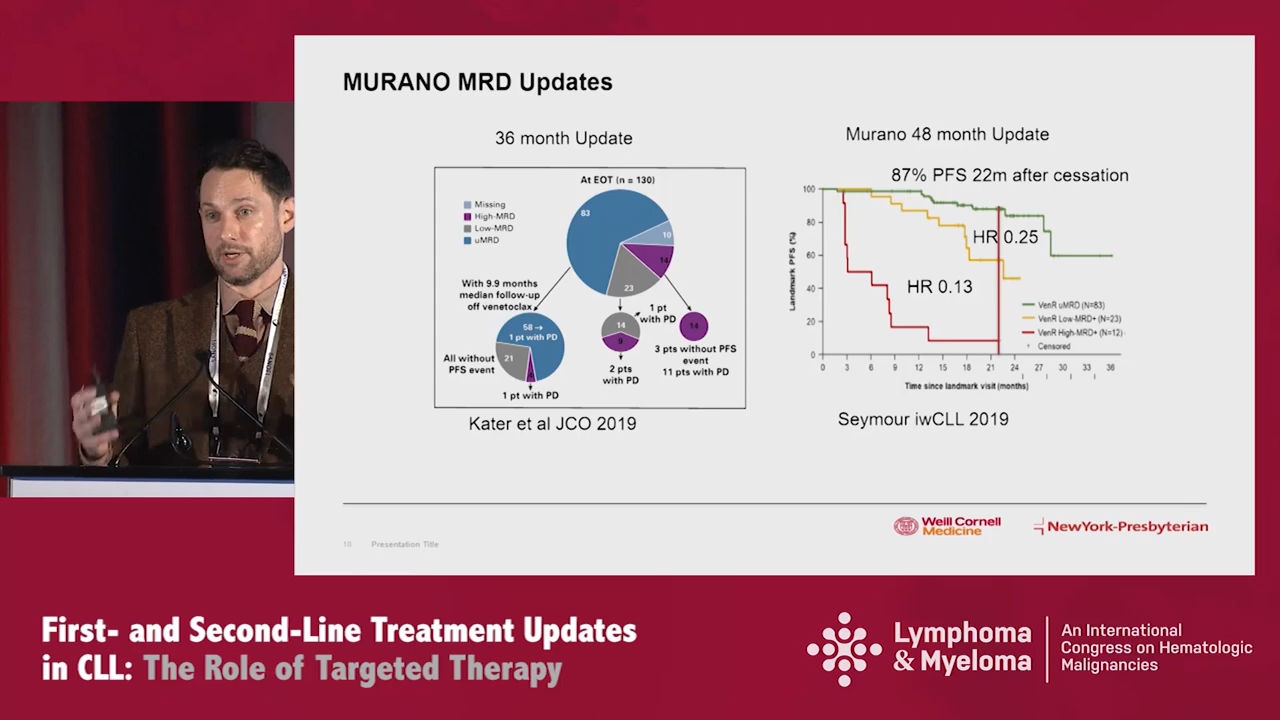 MURANO MRD Updates
36 month Update
At EOT (n = 130)
Missing
High-MRD
Low-MRD
uMRD
83
10
14
23
With 9.9 months
median follow-up
off venetoclax
58 →
1 pt with PD
21
All without
PFS event
1 pt with PD
1 pt
with PD
14
9
2 pts
with PD
14
3 pts without PFS
event
11 pts with PD
Kater et al JCO 2019
Murano 48 month Update
87% PFS 22m after cessation
Landmark PFS (%)
100
80
60
40
20
0
HR 0.25
HR 0.13
VenR uMRD (N=83)
VenR Low-MRD+ (N=23)
VenR High-MRD+ (N=12)
Censored
0 3 6 9 12 15 18 21 24 27 30 33 36
Time since landmark visit (months)
Seymour iwCLL 2019
Weill Cornell
Medicine
NewYork-Presbyterian
18 Presentation Title
First- and Second-Line Treatment Updates
in CLL: The Role of Targeted Therapy
Lymphoma
& Myeloma
An International
Congress on Hematologic
Malignancies